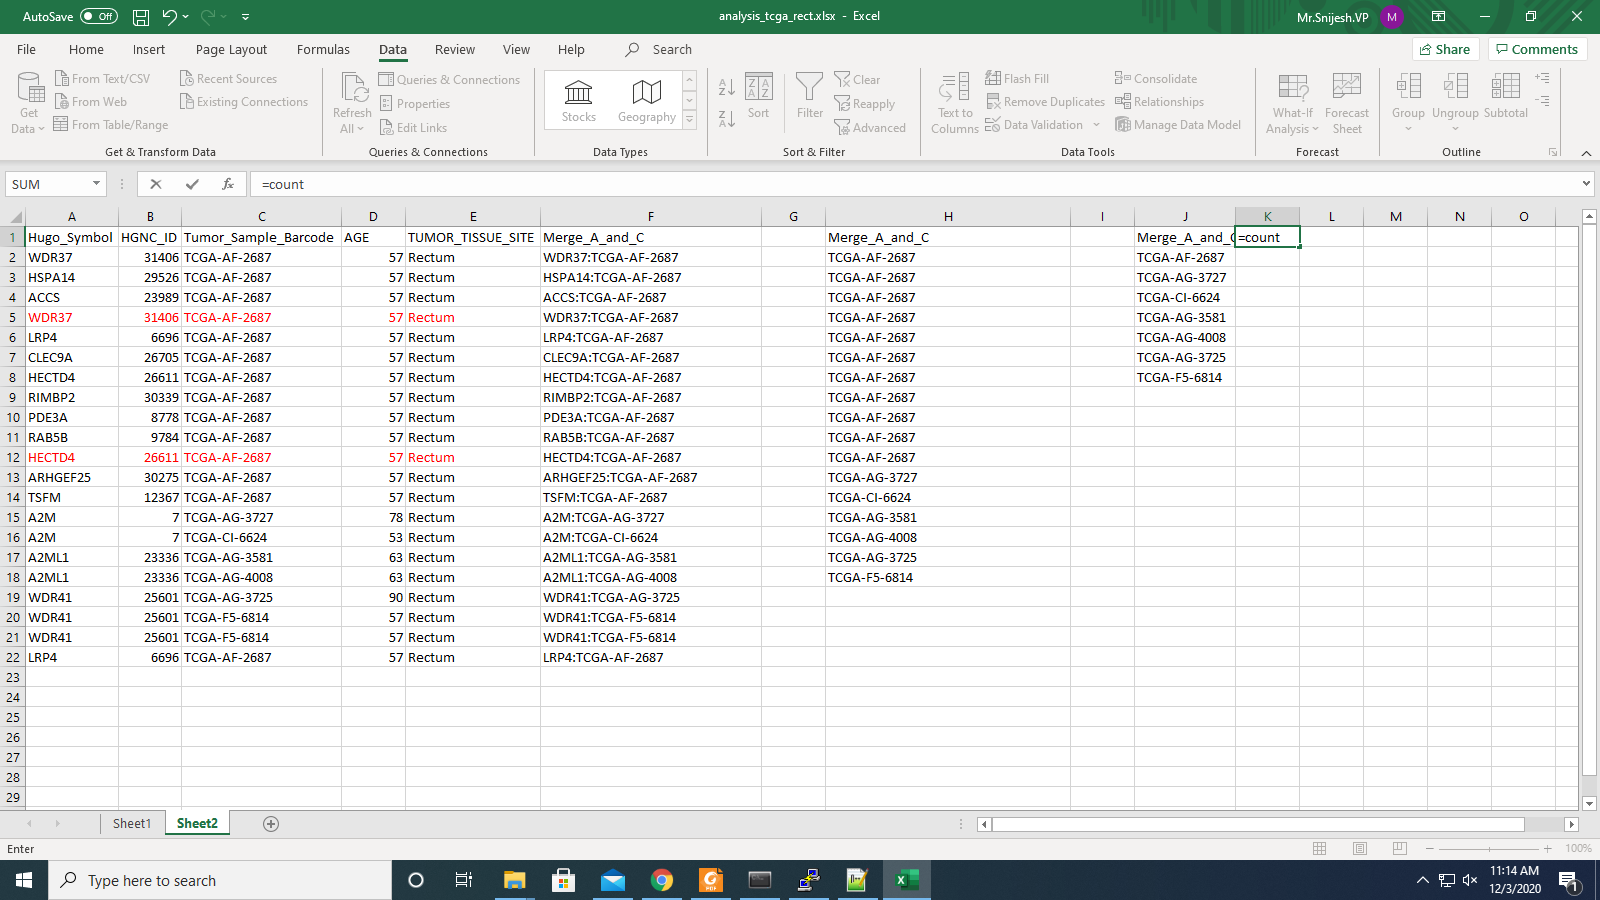 AutoSave Off analysis_tcga_rect.xlsx - Excel Mr.Snijesh.VP M
File Home Insert Page Layout Formulas Data Review View Help Search Share Comments
Get Data From Text/CSV From Web From Table/Range Recent Sources Existing Connections
Refresh All Queries & Connections Properties Edit Links
Stocks Geography
Sort Filter Clear Reapply Advanced
Text to Columns Flash Fill Remove Duplicates Data Validation Consolidate Relationships Manage Data Model
What-If Analysis Forecast Sheet
Group Ungroup Subtotal
Get & Transform Data Queries & Connections Data Types Sort & Filter Data Tools Forecast Outline
SUM fx =count
A B C D E F G H I J K L M N O
1 Hugo_Symbol HGNC_ID Tumor_Sample_Barcode AGE TUMOR_TISSUE_SITE Merge_A_and_C Merge_A_and_C Merge_A_and_C =count
2 WDR37 31406 TCGA-AF-2687 57 Rectum WDR37:TCGA-AF-2687 TCGA-AF-2687 TCGA-AF-2687
3 HSPA14 29526 TCGA-AF-2687 57 Rectum HSPA14:TCGA-AF-2687 TCGA-AF-2687 TCGA-AG-3727
4 ACCS 23989 TCGA-AF-2687 57 Rectum ACCS:TCGA-AF-2687 TCGA-AF-2687 TCGA-CI-6624
5 WDR37 31406 TCGA-AF-2687 57 Rectum WDR37:TCGA-AF-2687 TCGA-AF-2687 TCGA-AG-3581
6 LRP4 6696 TCGA-AF-2687 57 Rectum LRP4:TCGA-AF-2687 TCGA-AF-2687 TCGA-AG-4008
7 CLEC9A 26705 TCGA-AF-2687 57 Rectum CLEC9A:TCGA-AF-2687 TCGA-AF-2687 TCGA-AG-3725
8 HECTD4 26611 TCGA-AF-2687 57 Rectum HECTD4:TCGA-AF-2687 TCGA-AF-2687 TCGA-F5-6814
9 RIMBP2 30339 TCGA-AF-2687 57 Rectum RIMBP2:TCGA-AF-2687 TCGA-AF-2687
10 PDE3A 8778 TCGA-AF-2687 57 Rectum PDE3A:TCGA-AF-2687 TCGA-AF-2687
11 RAB5B 9784 TCGA-AF-2687 57 Rectum RAB5B:TCGA-AF-2687 TCGA-AF-2687
12 HECTD4 26611 TCGA-AF-2687 57 Rectum HECTD4:TCGA-AF-2687 TCGA-AF-2687
13 ARHGEF25 30275 TCGA-AF-2687 57 Rectum ARHGEF25:TCGA-AF-2687 TCGA-AG-3727
14 TSFM 12367 TCGA-AF-2687 57 Rectum TSFM:TCGA-AF-2687 TCGA-CI-6624
15 A2M 7 TCGA-AG-3727 78 Rectum A2M:TCGA-AG-3727 TCGA-AG-3581
16 A2M 7 TCGA-CI-6624 53 Rectum A2M:TCGA-CI-6624 TCGA-AG-4008
17 A2ML1 23336 TCGA-AG-3581 63 Rectum A2ML1:TCGA-AG-3581 TCGA-AG-3725
18 A2ML1 23336 TCGA-AG-4008 63 Rectum A2ML1:TCGA-AG-4008 TCGA-F5-6814
19 WDR41 25601 TCGA-AG-3725 90 Rectum WDR41:TCGA-AG-3725
20 WDR41 25601 TCGA-F5-6814 57 Rectum WDR41:TCGA-F5-6814
21 WDR41 25601 TCGA-F5-6814 57 Rectum WDR41:TCGA-F5-6814
22 LRP4 6696 TCGA-AF-2687 57 Rectum LRP4:TCGA-AF-2687
23
24
25
26
27
28
29
Sheet1 Sheet2
Enter 100%
Type here to search 11:14 AM
12/3/2020 1